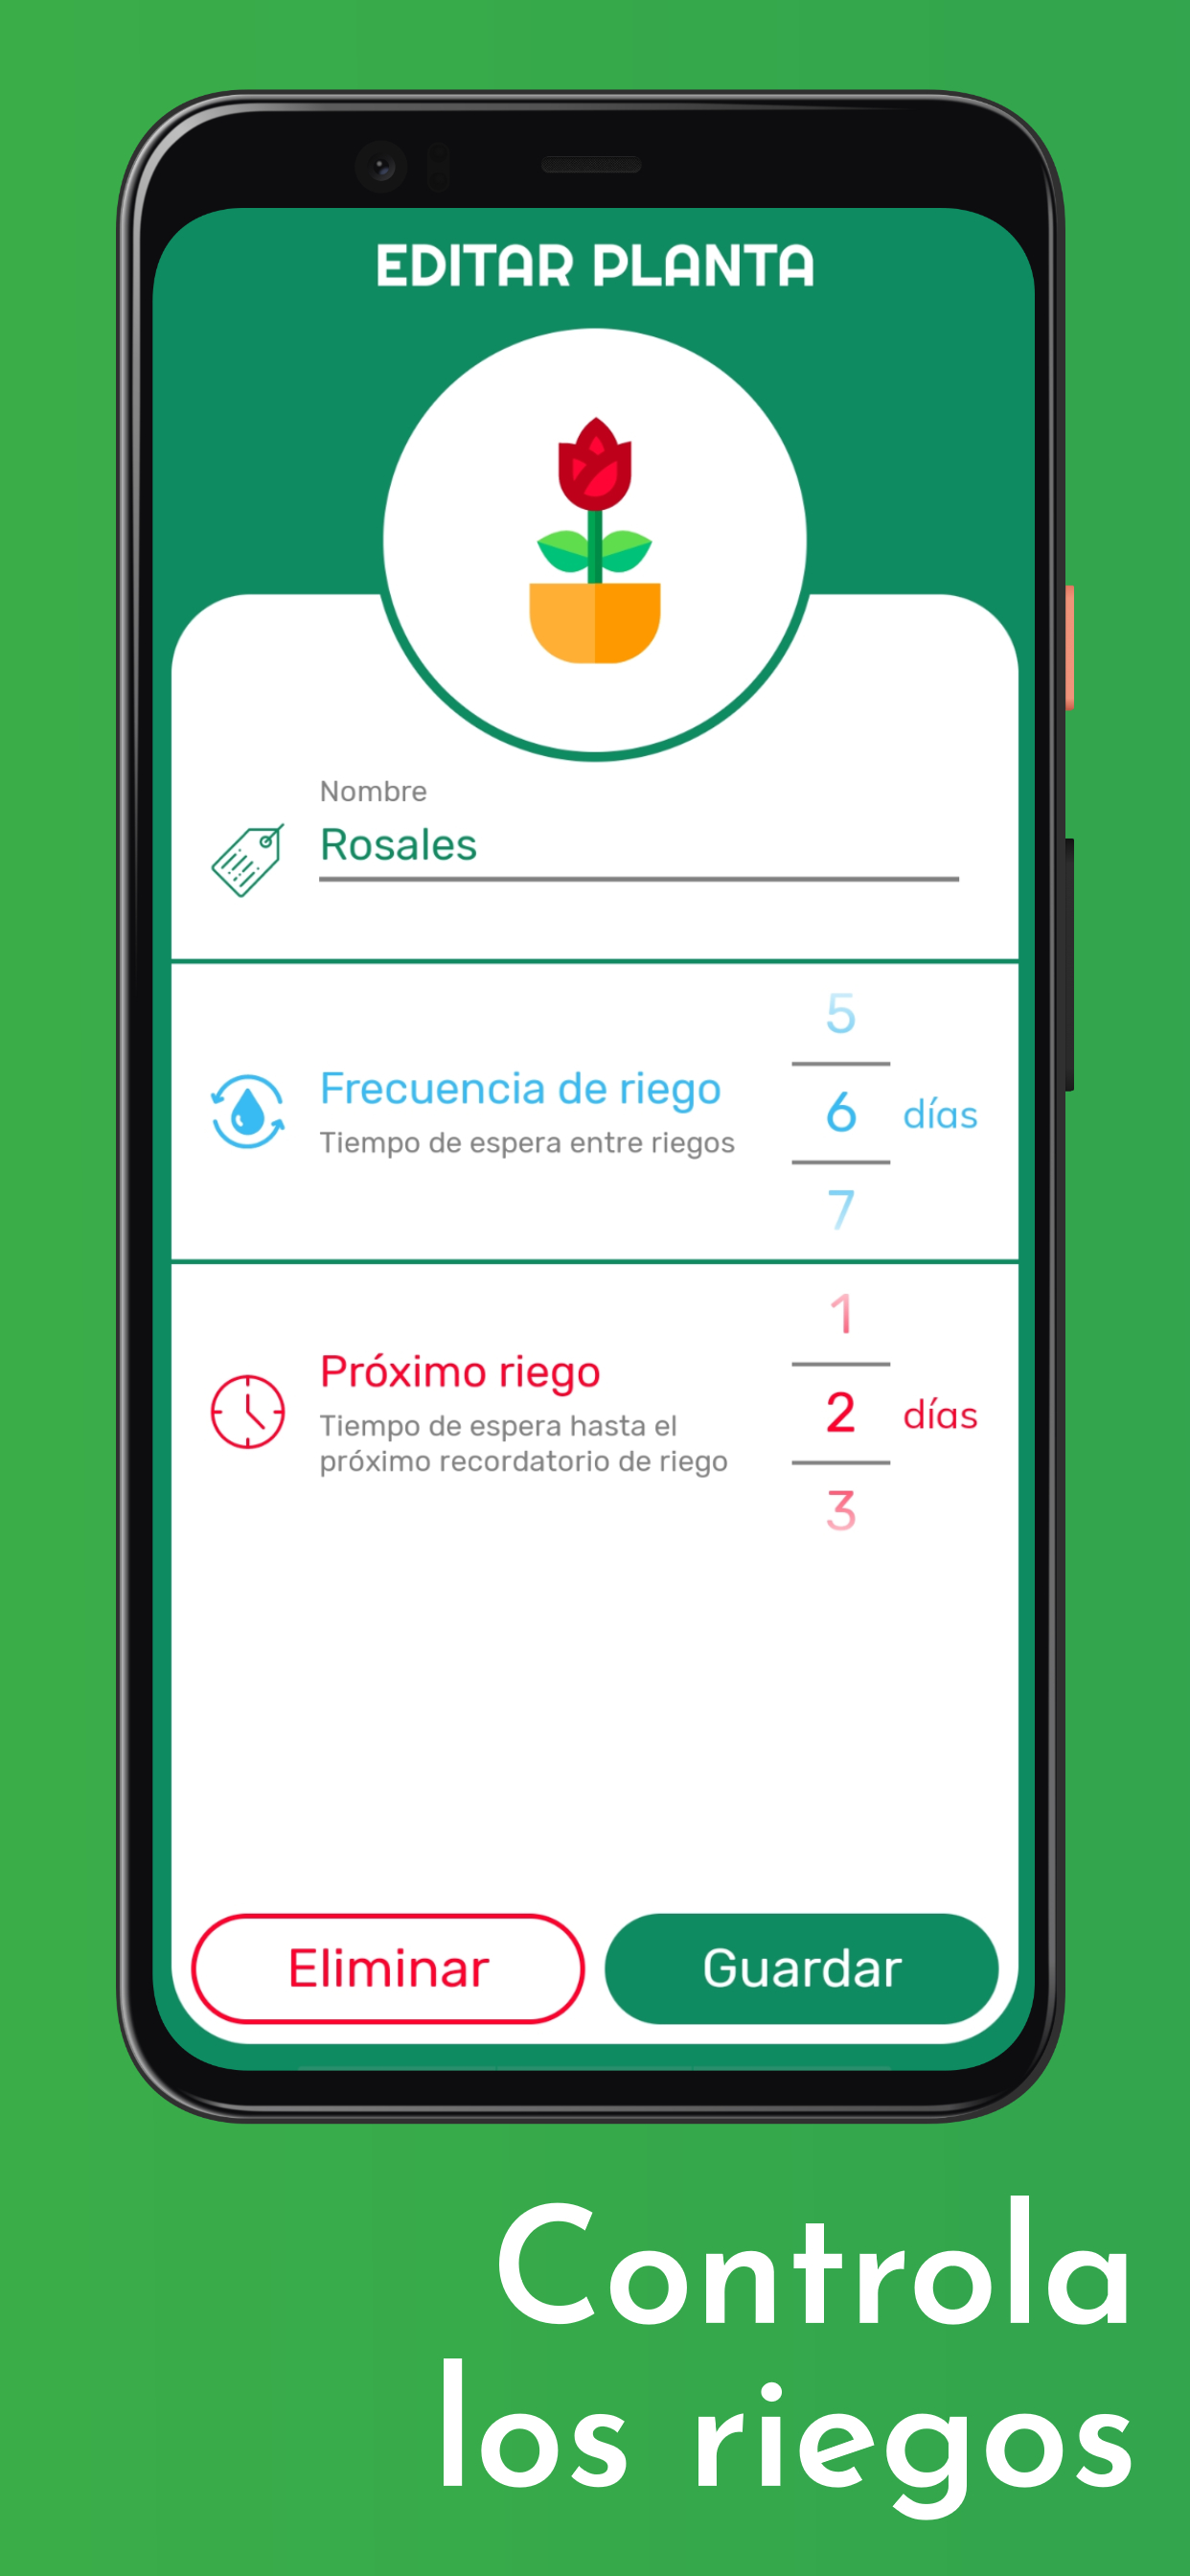 EDITAR PLANTA
Nombre
Rosales
Frecuencia de riego
Tiempo de espera entre riegos
5
6 días
7
Próximo riego
Tiempo de espera hasta el
próximo recordatorio de riego
1
2 días
3
Eliminar
Guardar
Controla
los riegos